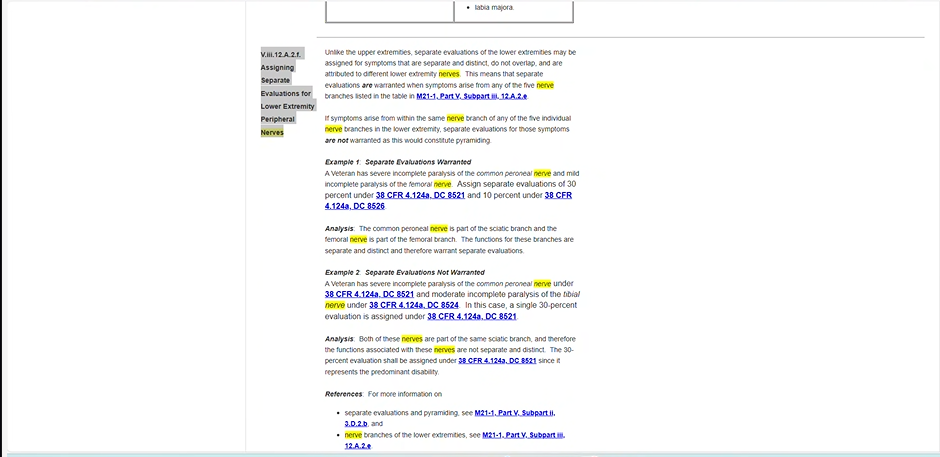 labia majora.
V.iii.12.A.2.f.
Assigning
Separate
Evaluations for
Lower Extremity
Peripheral
Nerves
Unlike the upper extremities, separate evaluations of the lower extremities may be
assigned for symptoms that are separate and distinct, do not overlap, and are
attributed to different lower extremity nerves.  This means that separate
evaluations are warranted when symptoms arise from any of the five nerve
branches listed in the table in M21-1, Part V, Subpart iii, 12.A.2.e.
If symptoms arise from within the same nerve branch of any of the five individual
nerve branches in the lower extremity, separate evaluations for those symptoms
are not warranted as this would constitute pyramiding.
Example 1:  Separate Evaluations Warranted
A Veteran has severe incomplete paralysis of the common peroneal nerve and mild
incomplete paralysis of the femoral nerve.  Assign separate evaluations of 30
percent under 38 CFR 4.124a, DC 8521 and 10 percent under 38 CFR
4.124a, DC 8526.
Analysis:  The common peroneal nerve is part of the sciatic branch and the
femoral nerve is part of the femoral branch.  The functions for these branches are
separate and distinct and therefore warrant separate evaluations.
Example 2:  Separate Evaluations Not Warranted
A Veteran has severe incomplete paralysis of the common peroneal nerve under
38 CFR 4.124a, DC 8521 and moderate incomplete paralysis of the tibial
nerve under 38 CFR 4.124a, DC 8524.  In this case, a single 30-percent
evaluation is assigned under 38 CFR 4.124a, DC 8521.
Analysis:  Both of these nerves are part of the same sciatic branch, and therefore
the functions associated with these nerves are not separate and distinct.  The 30-
percent evaluation shall be assigned under 38 CFR 4.124a, DC 8521 since it
represents the predominant disability.
References:  For more information on
separate evaluations and pyramiding, see M21-1, Part V, Subpart ii,
3.D.2.b, and
nerve branches of the lower extremities, see M21-1, Part V, Subpart iii,
12.A.2.e.